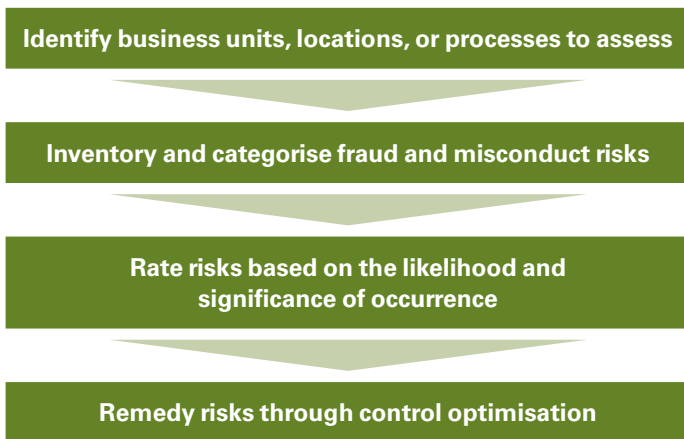 Identify business units, locations, or processes to assess
Inventory and categorise fraud and misconduct risks
Rate risks based on the likelihood and
significance of occurrence
Remedy risks through control optimisation